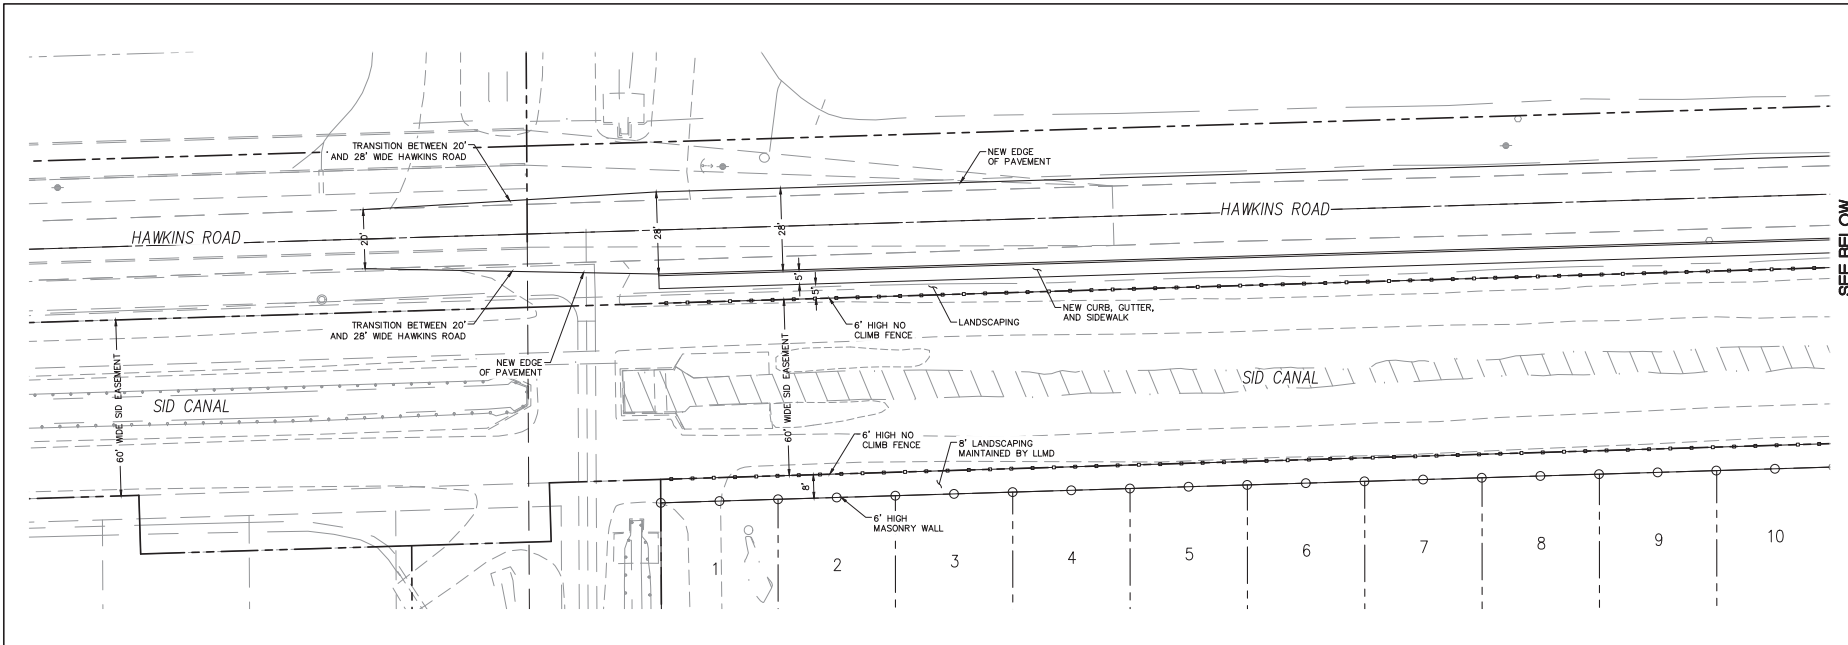 TRANSITION BETWEEN 20'
AND 28' WIDE HAWKINS ROAD
NEW EDGE
OF PAVEMENT
HAWKINS ROAD
HAWKINS ROAD
20'
28'
28'
5'
5'
SEE BELOW
TRANSITION BETWEEN 20'
AND 28' WIDE HAWKINS ROAD
6' HIGH NO
CLIMB FENCE
LANDSCAPING
NEW CURB, GUTTER,
AND SIDEWALK
NEW EDGE
OF PAVEMENT
60' WIDE SID EASEMENT
60' WIDE SID EASEMENT
SID CANAL
SID CANAL
6' HIGH NO
CLIMB FENCE
8' LANDSCAPING
MAINTAINED BY LLMD
8'
6' HIGH
MASONRY WALL
1
2
3
4
5
6
7
8
9
10